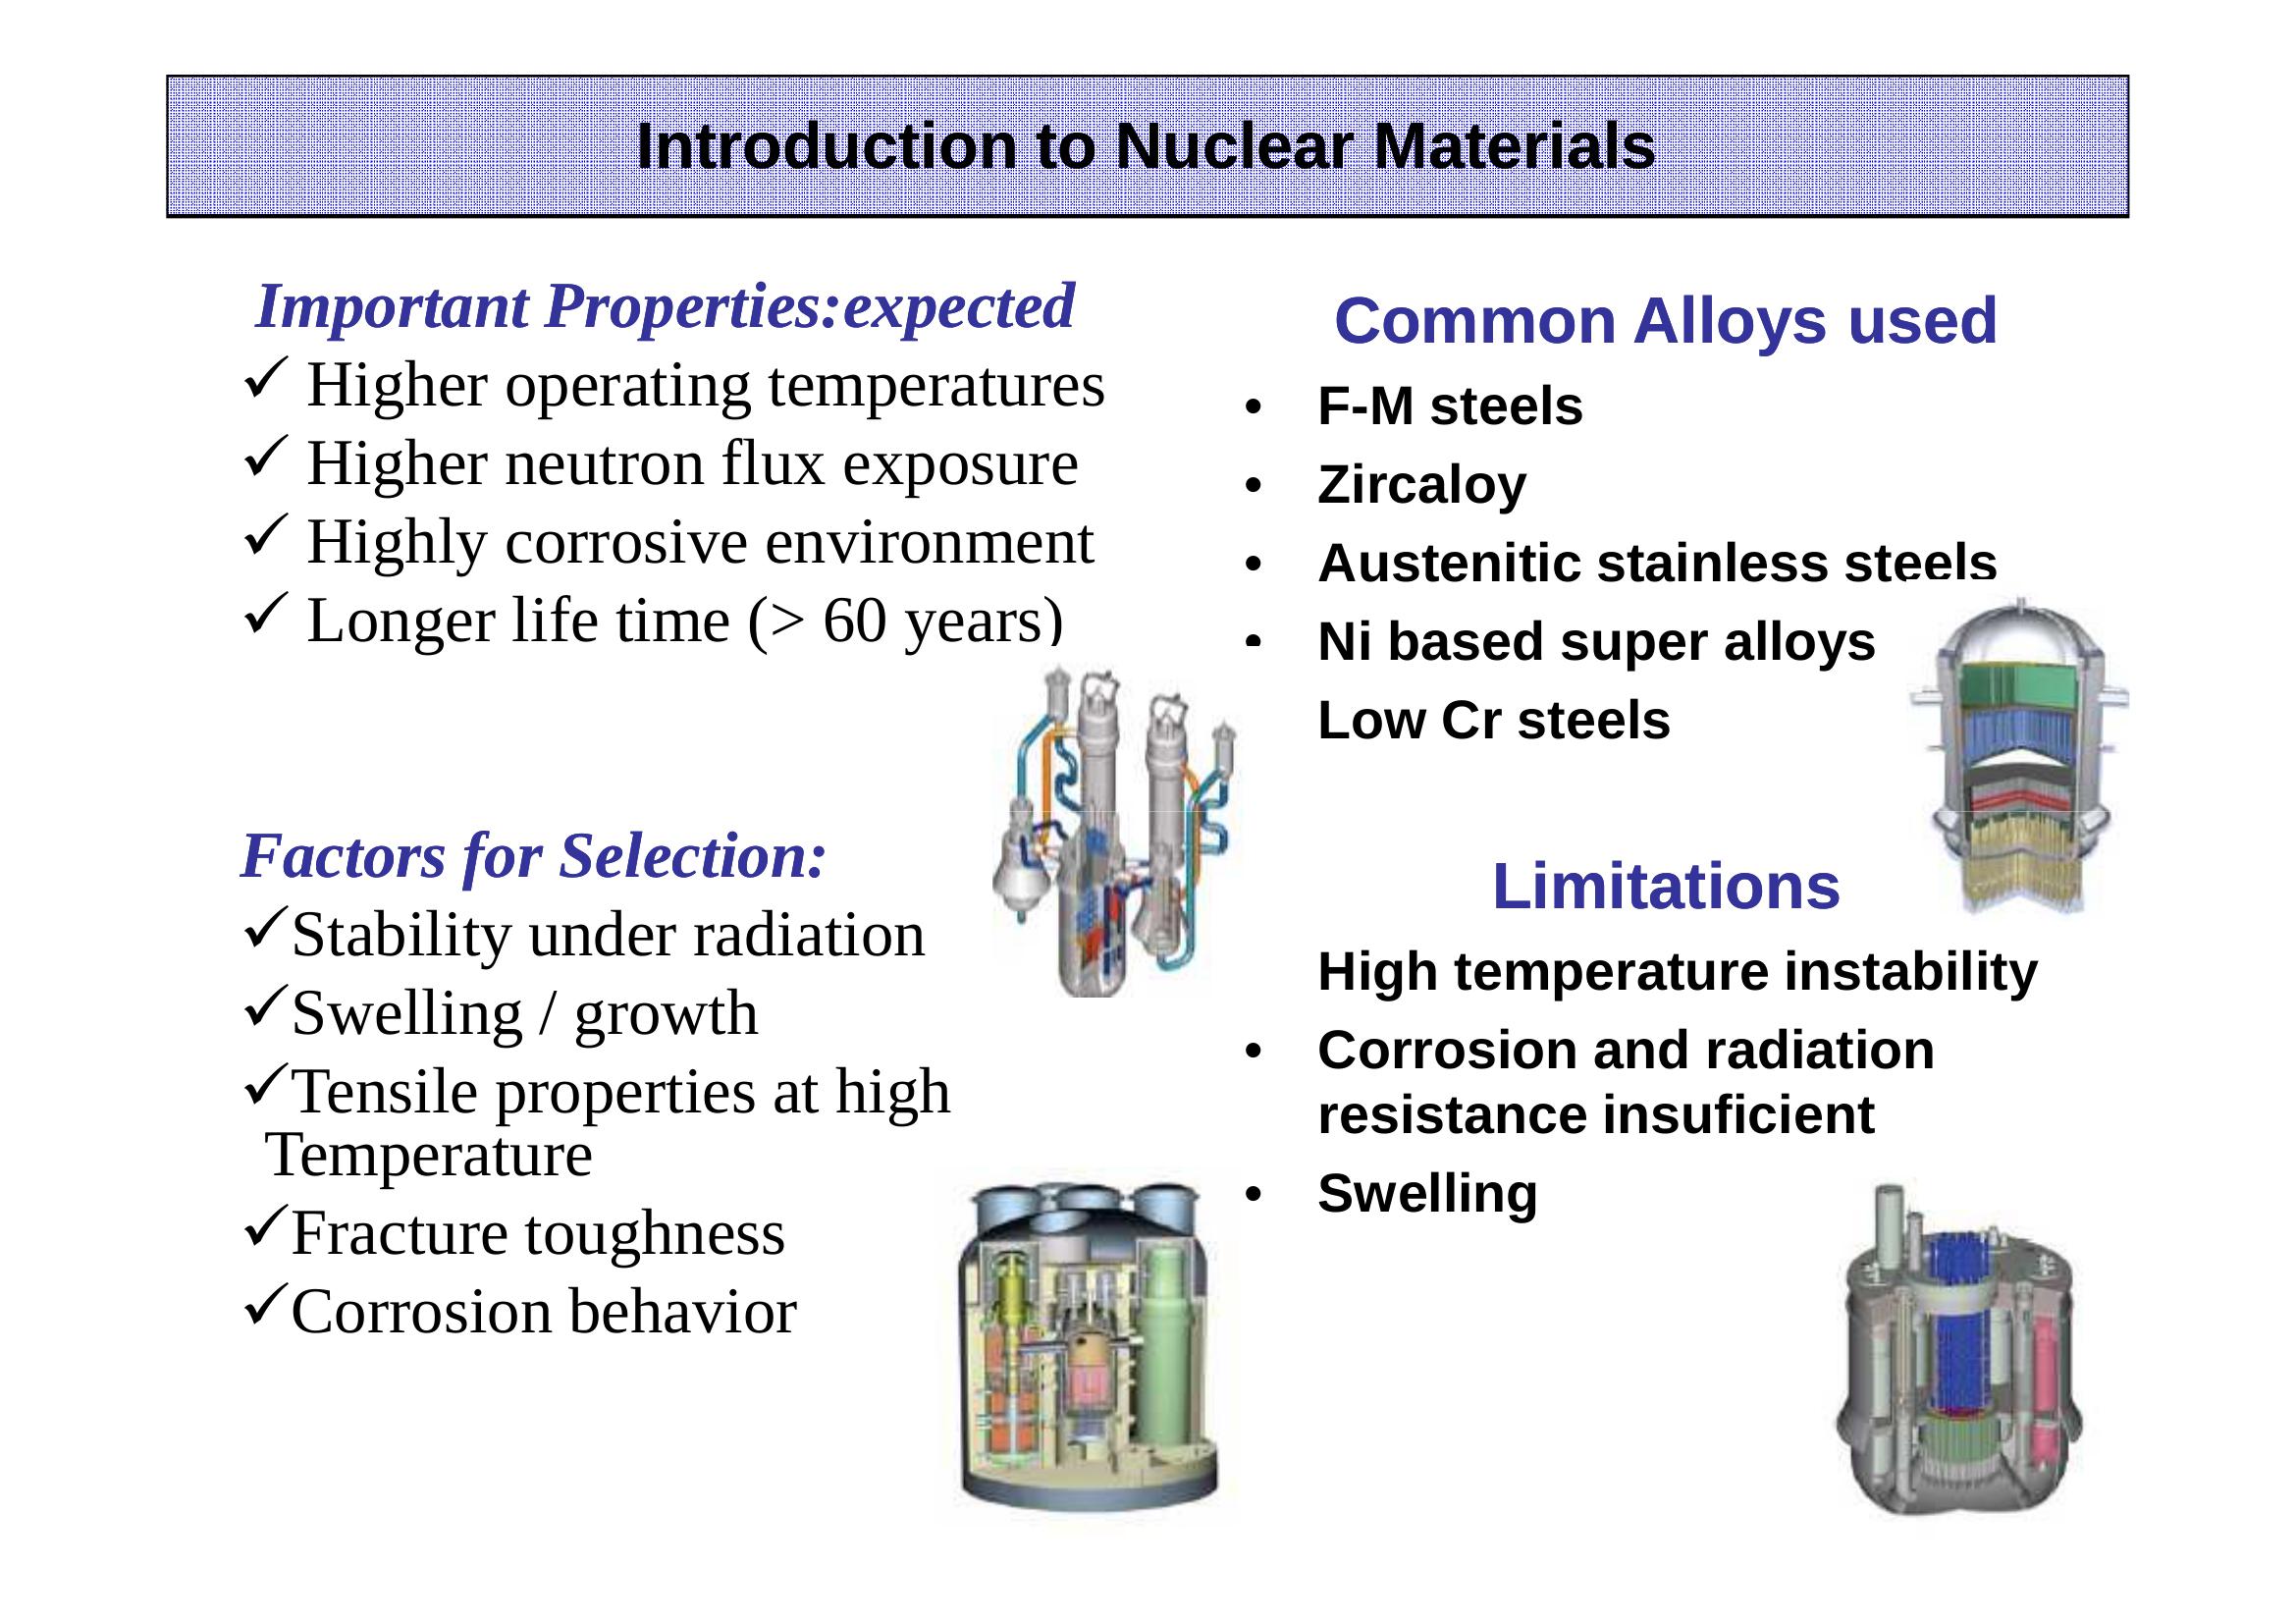 Introduction to Nuclear Materials
Important Properties:expected
✓ Higher operating temperatures
✓ Higher neutron flux exposure
✓ Highly corrosive environment
✓ Longer life time (> 60 years)
Factors for Selection:
✓Stability under radiation
✓Swelling / growth
✓Tensile properties at high
Temperature
✓Fracture toughness
✓Corrosion behavior
Common Alloys used
• F-M steels
• Zircaloy
• Austenitic stainless steels
• Ni based super alloys
Low Cr steels
Limitations
High temperature instability
• Corrosion and radiation
resistance insuficient
• Swelling